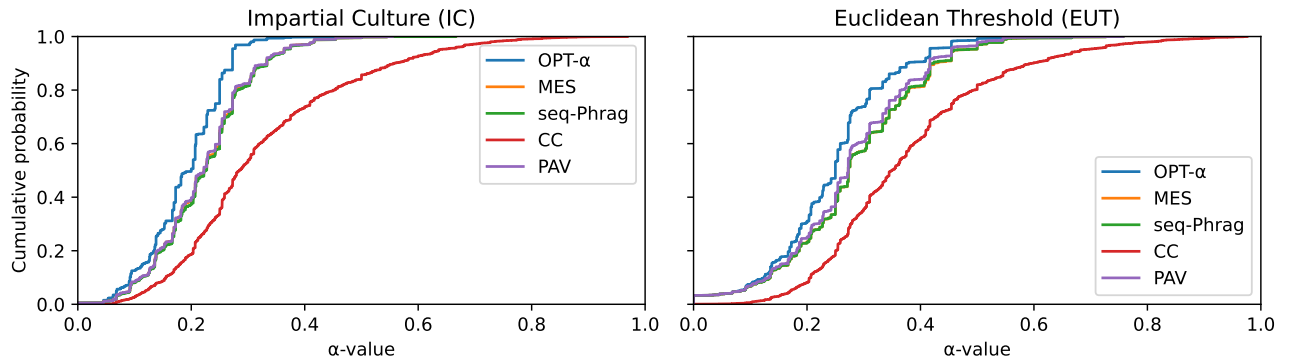 Impartial Culture (IC)
Cumulative probability
1.0
0.8
0.6
0.4
0.2
0.0
0.0 0.2 0.4 0.6 0.8 1.0
α-value
OPT-α
MES
seq-Phrag
CC
PAV
Euclidean Threshold (EUT)
0.0 0.2 0.4 0.6 0.8 1.0
α-value
OPT-α
MES
seq-Phrag
CC
PAV